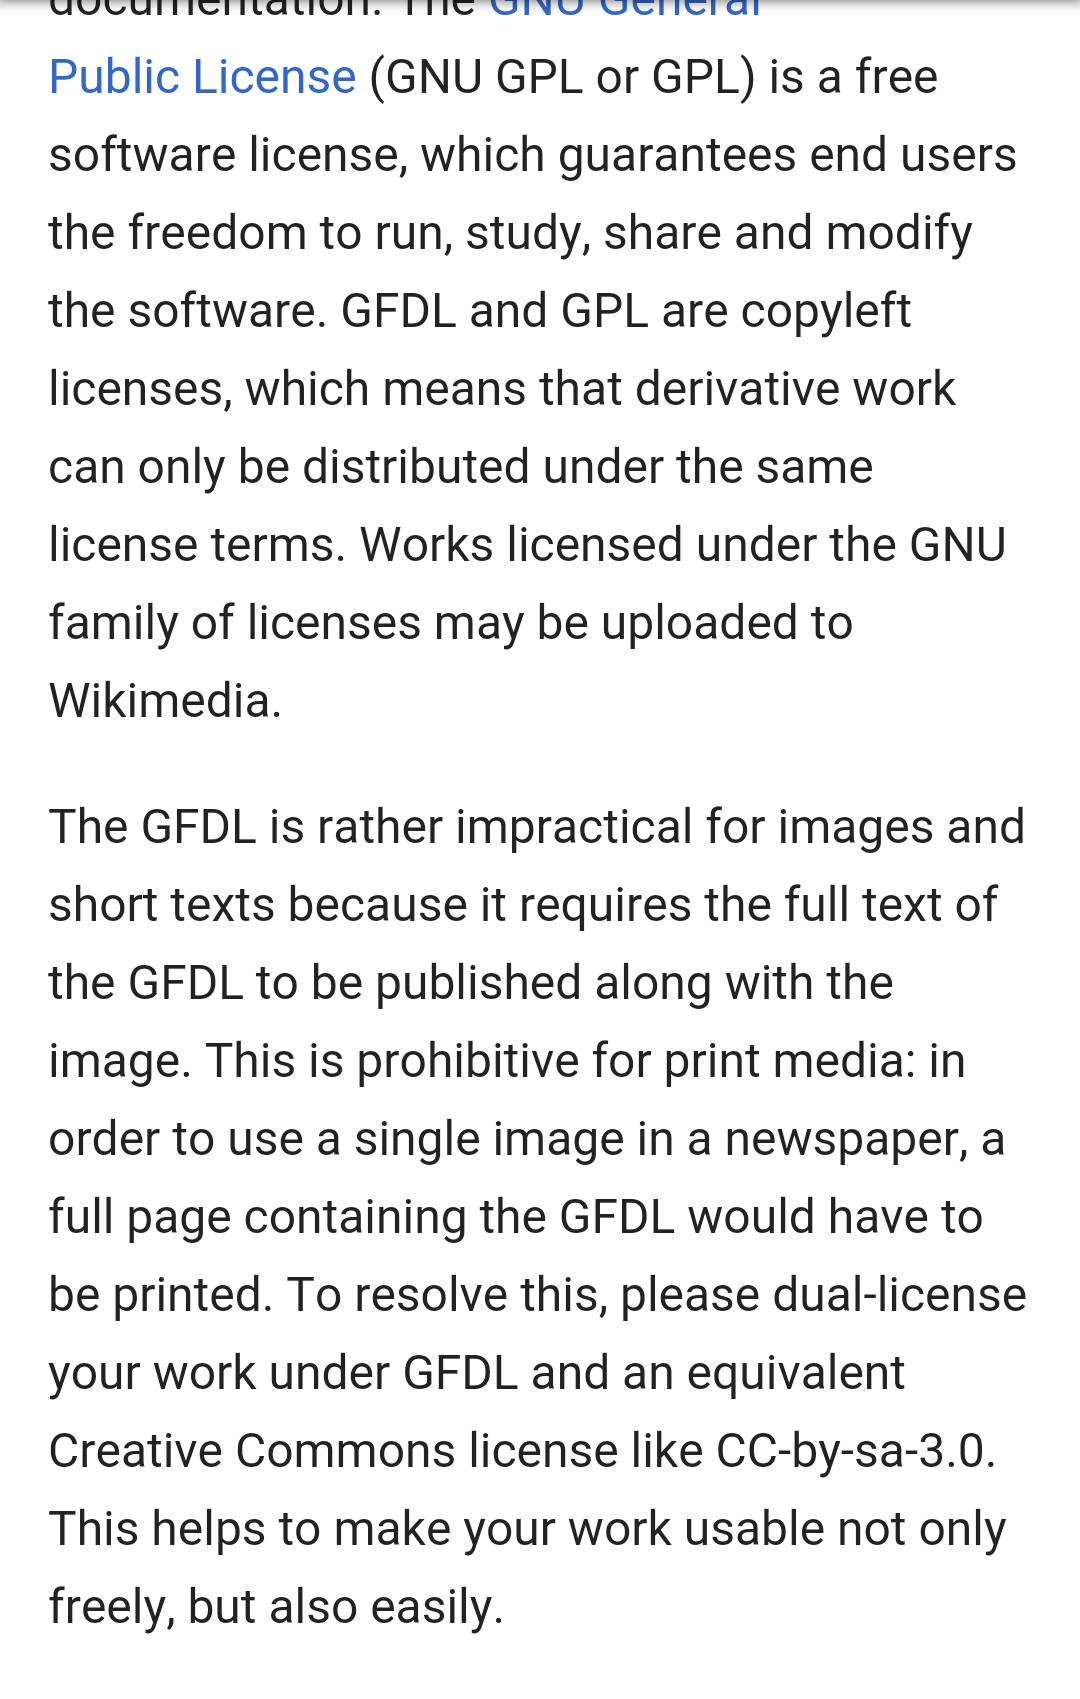 documentation. The GNU General
Public License (GNU GPL or GPL) is a free
software license, which guarantees end users
the freedom to run, study, share and modify
the software. GFDL and GPL are copyleft
licenses, which means that derivative work
can only be distributed under the same
license terms. Works licensed under the GNU
family of licenses may be uploaded to
Wikimedia.
The GFDL is rather impractical for images and
short texts because it requires the full text of
the GFDL to be published along with the
image. This is prohibitive for print media: in
order to use a single image in a newspaper, a
full page containing the GFDL would have to
be printed. To resolve this, please dual-license
your work under GFDL and an equivalent
Creative Commons license like CC-by-sa-3.0.
This helps to make your work usable not only
freely, but also easily.